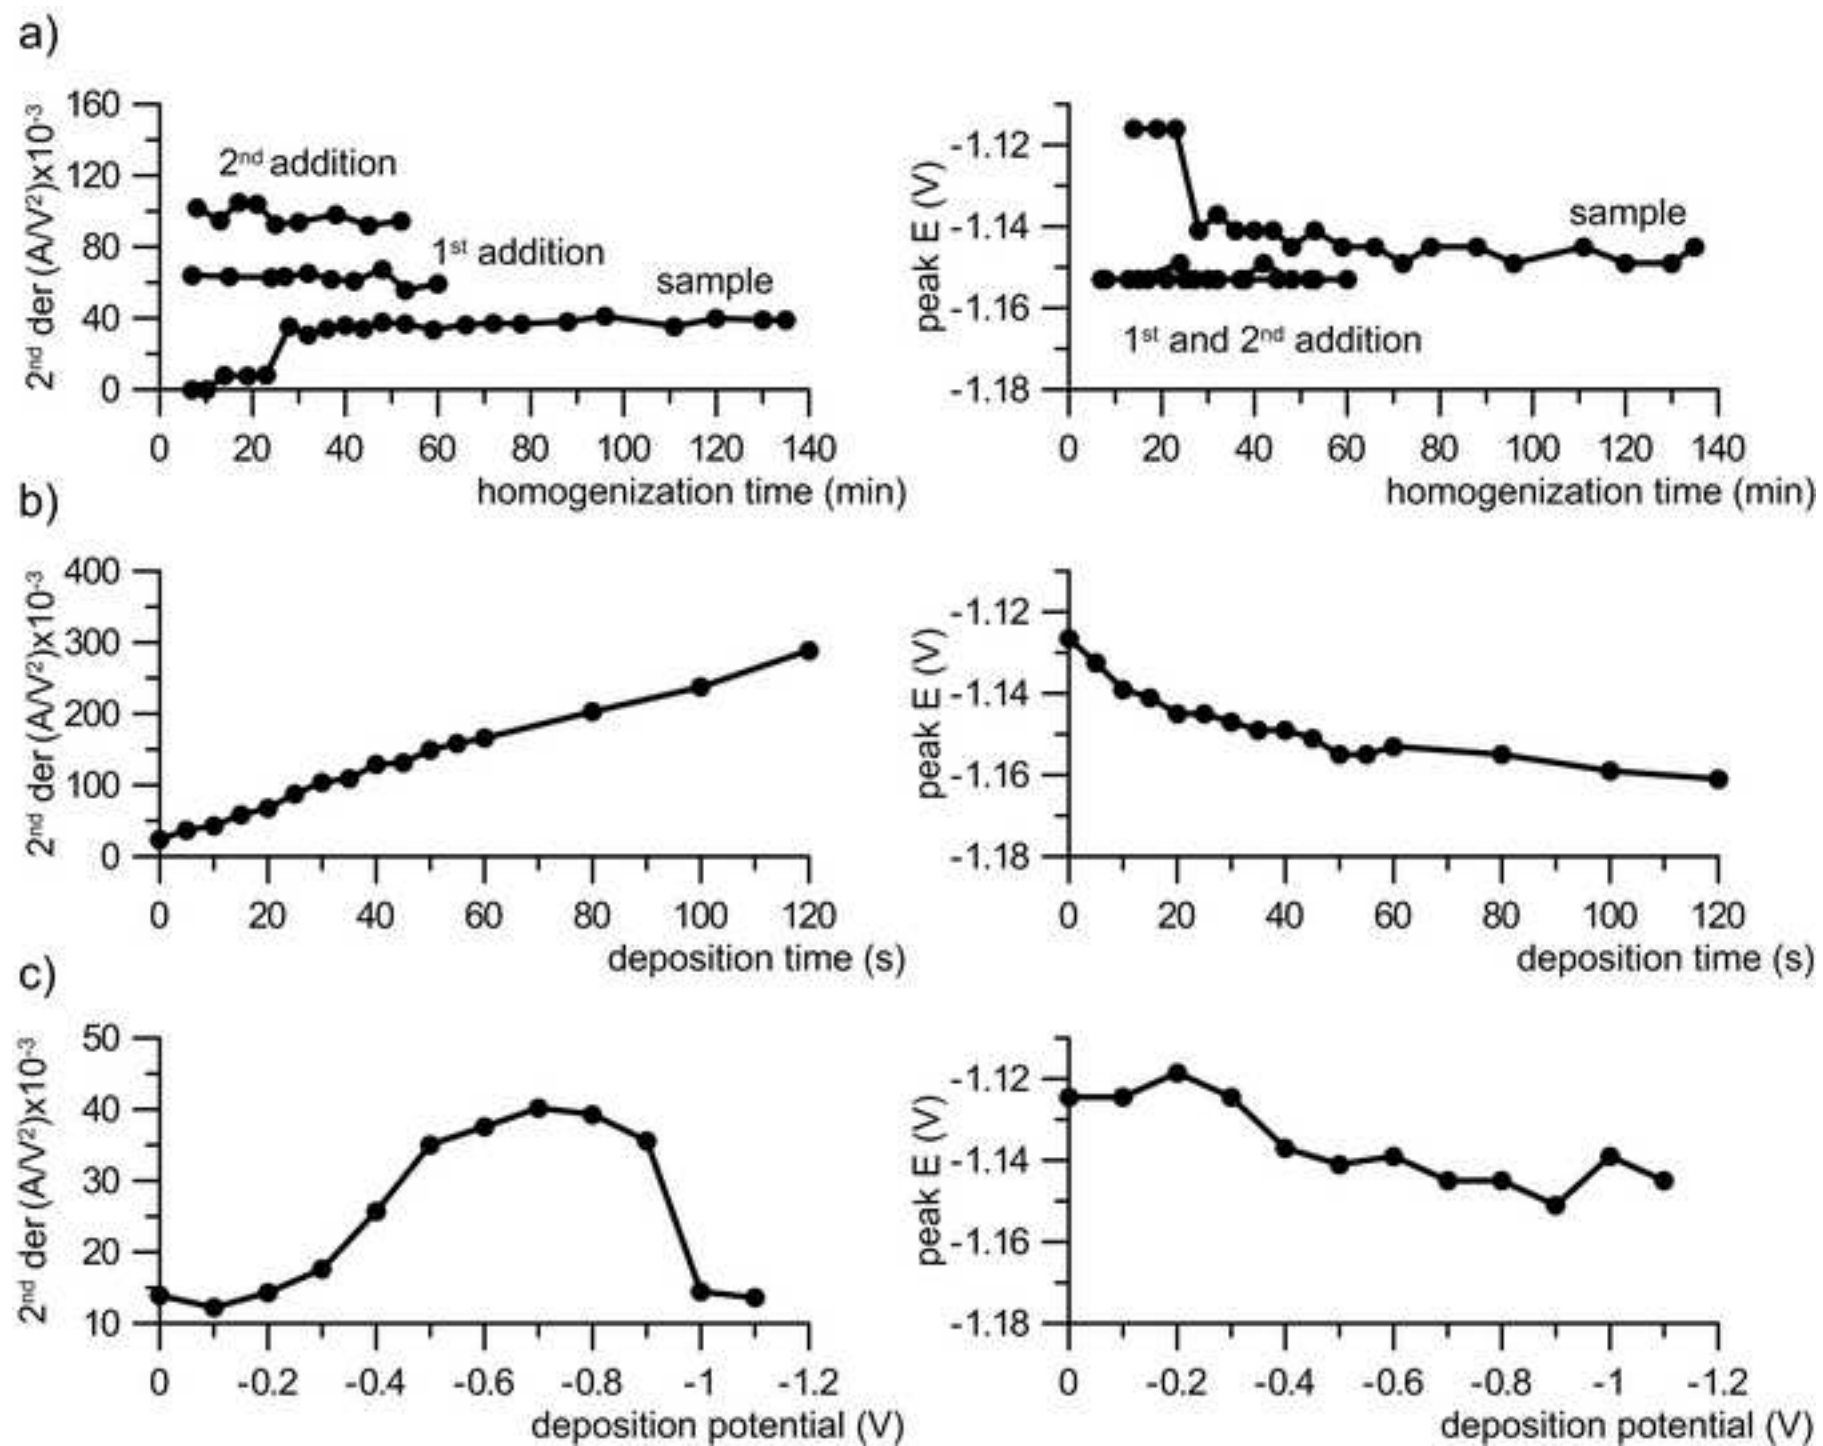 a)
2nd der (A/V2)x10-3
160
120
80
40
0
2nd addition
1st addition
sample
0 20 40 60 80 100 120 140
homogenization time (min)
peak E (V)
-1.12
-1.14
-1.16
-1.18
sample
1st and 2nd addition
0 20 40 60 80 100 120 140
homogenization time (min)
b)
2nd der (A/V2)x10-3
400
300
200
100
0
0 20 40 60 80 100 120
deposition time (s)
peak E (V)
-1.12
-1.14
-1.16
-1.18
0 20 40 60 80 100 120
deposition time (s)
c)
2nd der (A/V2)x10-3
50
40
30
20
10
0 -0.2 -0.4 -0.6 -0.8 -1 -1.2
deposition potential (V)
peak E (V)
-1.12
-1.14
-1.16
-1.18
0 -0.2 -0.4 -0.6 -0.8 -1 -1.2
deposition potential (V)